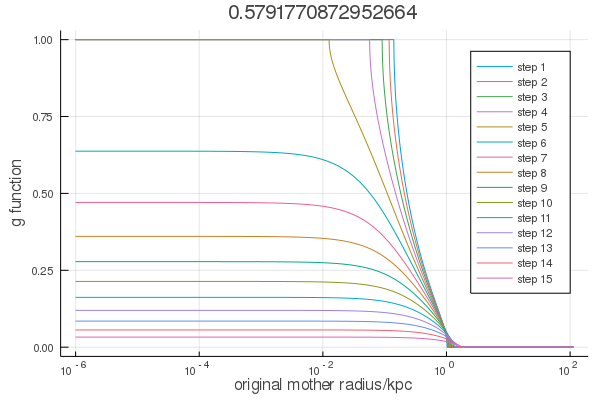 0.5791770872952664
g function
1.00
0.75
0.50
0.25
0.00
10^-6
10^-4
10^-2
10^0
10^2
original mother radius/kpc
step 1
step 2
step 3
step 4
step 5
step 6
step 7
step 8
step 9
step 10
step 11
step 12
step 13
step 14
step 15